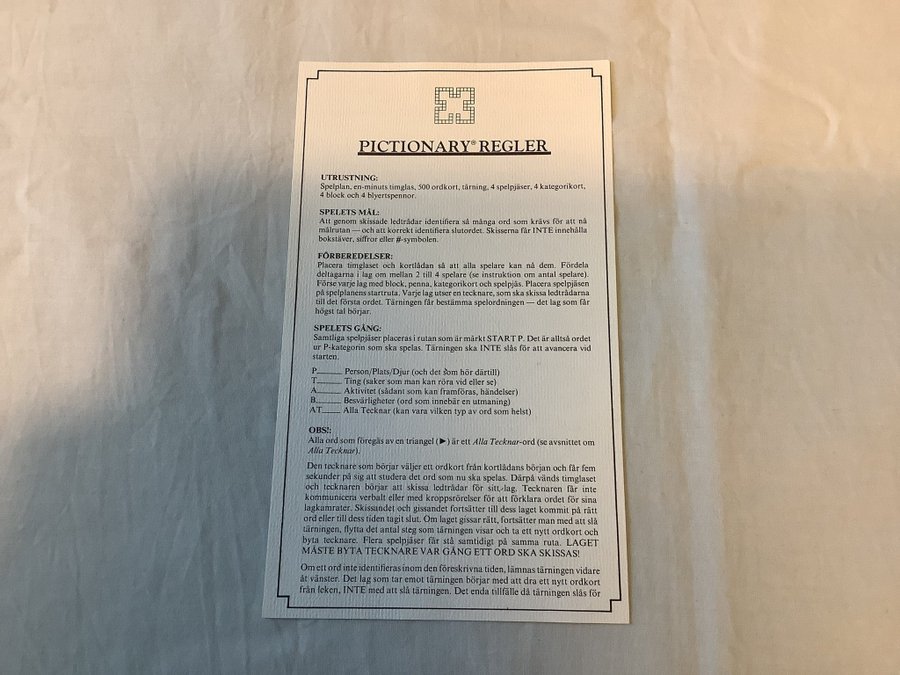 PICTIONARY® REGLER
UTRUSTNING:
Spelplan, en-minuts timglas, 500 ordkort, tärning, 4 spelpjäser, 4 kategorikort,
4 block och 4 blyertspennor.
SPELETS MÅL:
Att genom skissade ledtrådar identifiera så många ord som krävs för att nå
målrutan — och att korrekt identifiera slutordet. Skisserna får INTE innehålla
bokstäver, siffror eller #-symbolen.
FÖRBEREDELSER:
Placera timglaset och kortlådan så att alla spelare kan nå dem. Fördela
deltagarna i lag om mellan 2 till 4 spelare (se instruktion om antal spelare).
Förse varje lag med block, penna, kategorikort och spelpjäs. Placera spelpjäsen
på spelplanens startruta. Varje lag utser en tecknare, som ska skissa ledtrådarna
till det första ordet. Tärningen får bestämma spelordningen — det lag som får
högst tal börjar.
SPELETS GÅNG:
Samtliga spelpjäser placeras i rutan som är märkt START P. Det är alltså ordet
ur P-kategorin som ska spelas. Tärningen ska INTE slås för att avancera vid
starten.
P______ Person/Plats/Djur (och det som hör därtill)
T______ Ting (saker som man kan röra vid eller se)
A______ Aktivitet (sådant som kan framföras, händelser)
B______ Besvärligheter (ord som innebär en utmaning)
AT_____ Alla Tecknar (kan vara vilken typ av ord som helst)
OBS!:
Alla ord som föregås av en triangel (►) är ett Alla Tecknar-ord (se avsnittet om
Alla Tecknar).
Den tecknare som börjar väljer ett ordkort från kortlådans början och får fem
sekunder på sig att studera det ord som nu ska spelas. Därpå vänds timglaset
och tecknaren börjar att skissa ledtrådar för sitt lag. Tecknaren får inte
kommunicera verbalt eller med kroppsrörelser för att förklara ordet för sina
lagkamrater. Skissandet och gissandet fortsätter till dess laget kommit på rätt
ord eller till dess tiden tagit slut. Om laget gissar rätt, fortsätter man med att slå
tärningen, flytta det antal steg som tärningen visar och ta ett nytt ordkort och
byta tecknare. Flera spelpjäser får stå samtidigt på samma ruta. LAGET
MÅSTE BYTA TECKNARE VAR GÅNG ETT ORD SKA SKISSAS!
Om ett ord inte identifieras inom den föreskrivna tiden, lämnas tärningen vidare
åt vänster. Det lag som tar emot tärningen börjar med att dra ett nytt ordkort
från leken, INTE med att slå tärningen. Det enda tillfälle då tärningen slås för